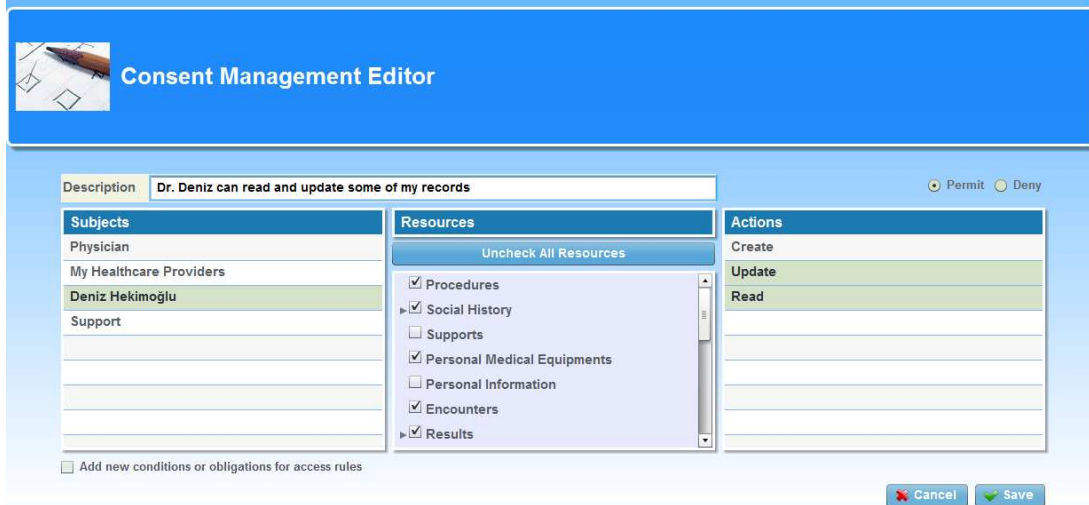 Consent Management Editor
Description Dr. Deniz can read and update some of my records Permit Deny
Subjects
Physician
My Healthcare Providers
Deniz Hekimoğlu
Support
Resources
Uncheck All Resources
Procedures
Social History
Supports
Personal Medical Equipments
Personal Information
Encounters
Results
Actions
Create
Update
Read
Add new conditions or obligations for access rules
Cancel Save